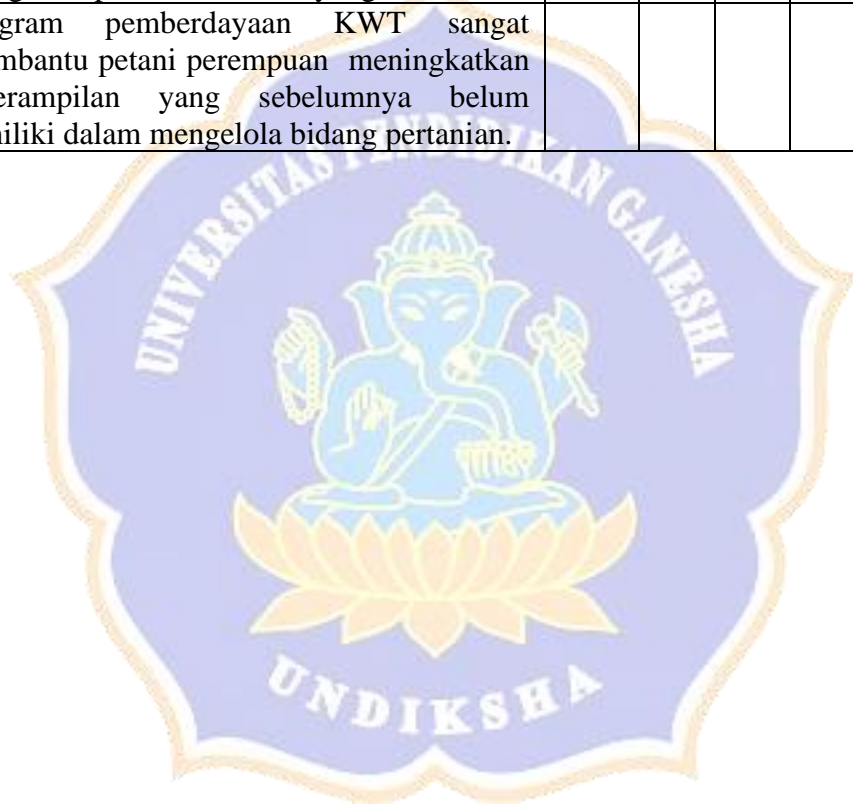 gram pemberdayaan KWT sangat
mbantu petani perempuan meningkatkan
erampilan yang sebelumnya belum
niliki dalam mengelola bidang pertanian.
UNIVERSITAS PENDIDIKAN GANESHA
UNDIKSHA